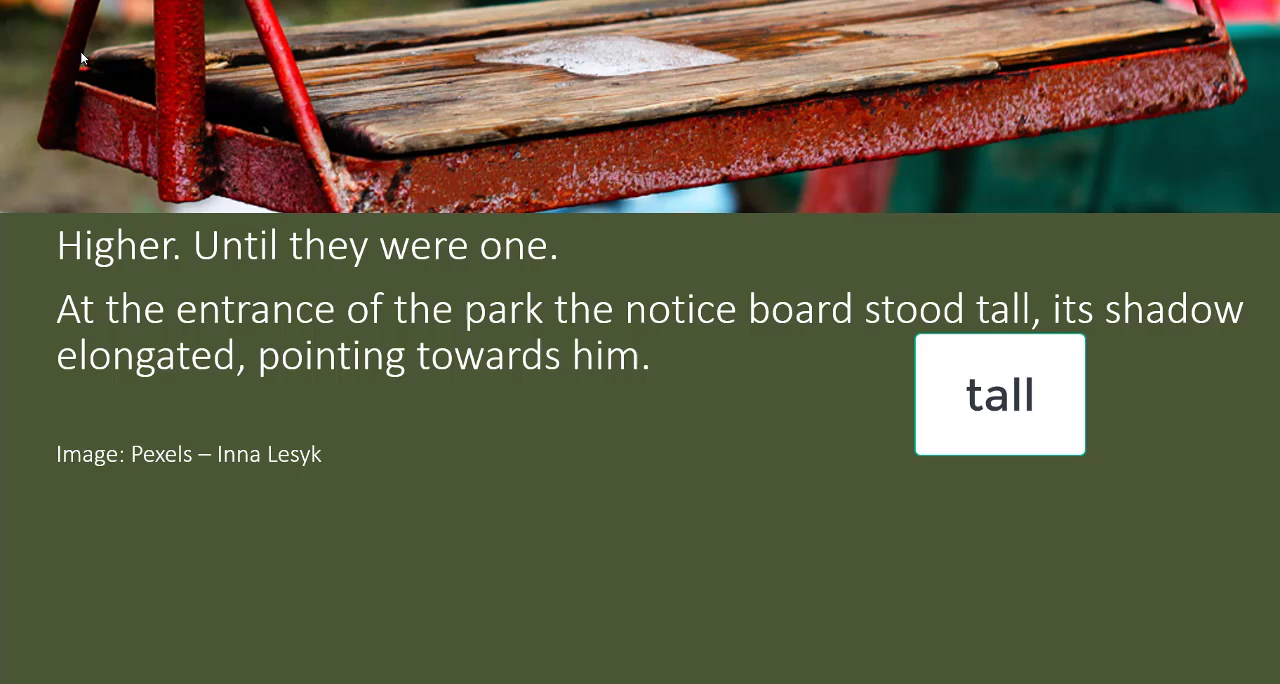 Higher. Until they were one.
At the entrance of the park the notice board stood tall, its shadow
elongated, pointing towards him.
tall
Image: Pexels – Inna Lesyk